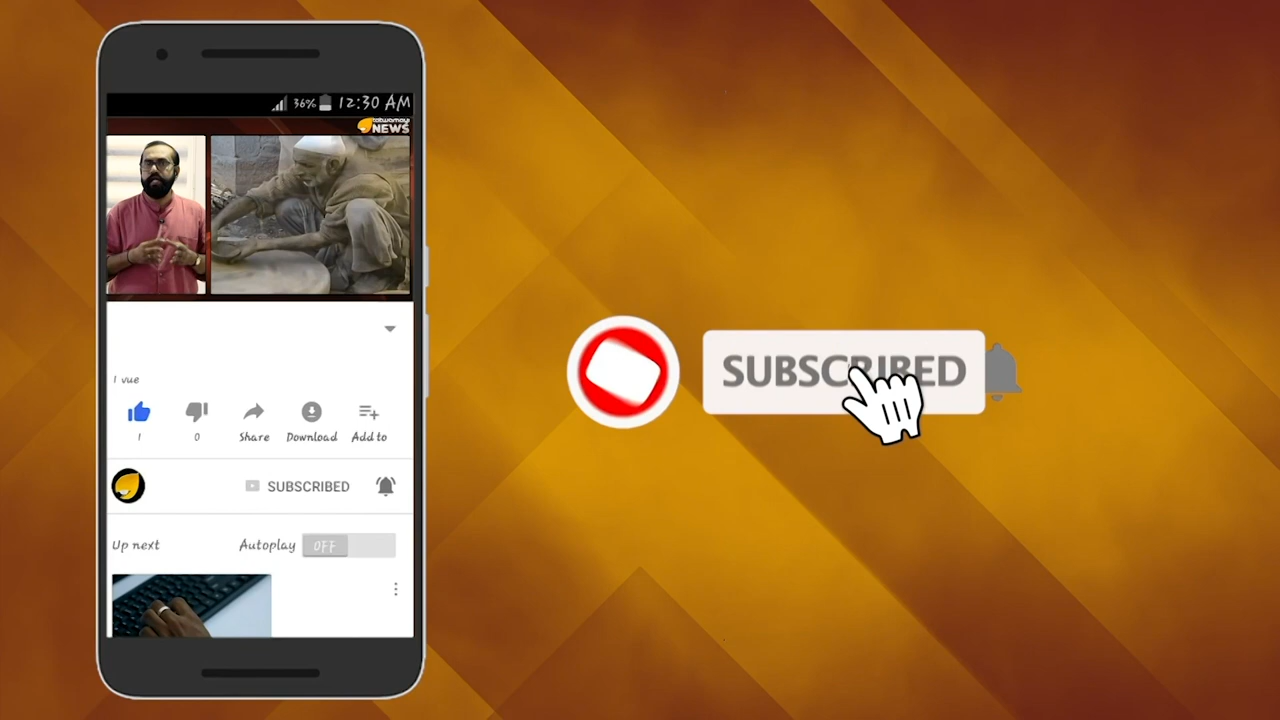 36% 12:30 AM
tatwamayi
NEWS
1 vue
1
0
Share
Download
Add to
SUBSCRIBED
Up next
Autoplay
OFF
SUBSCRIBED